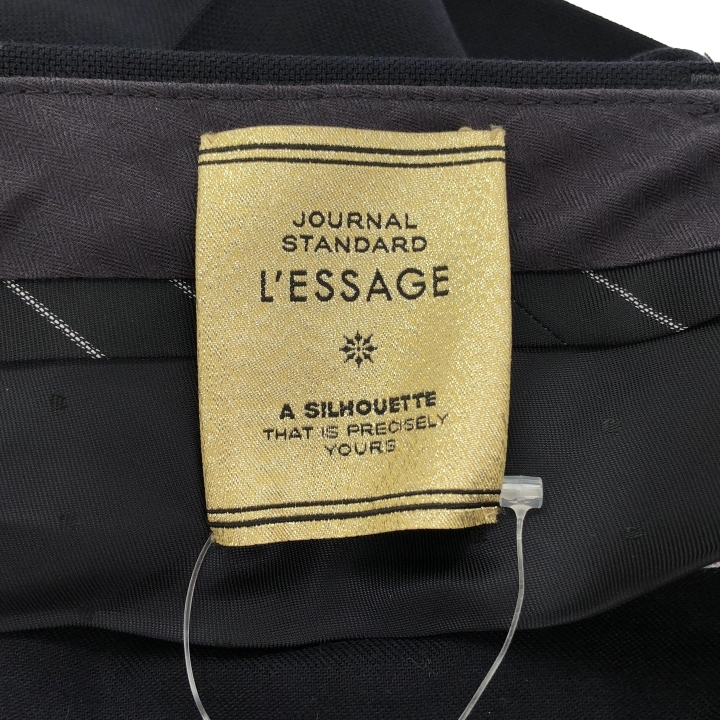 JOURNAL
STANDARD
L'ESSAGE
A SILHOUETTE
THAT IS PRECISELY
YOURS